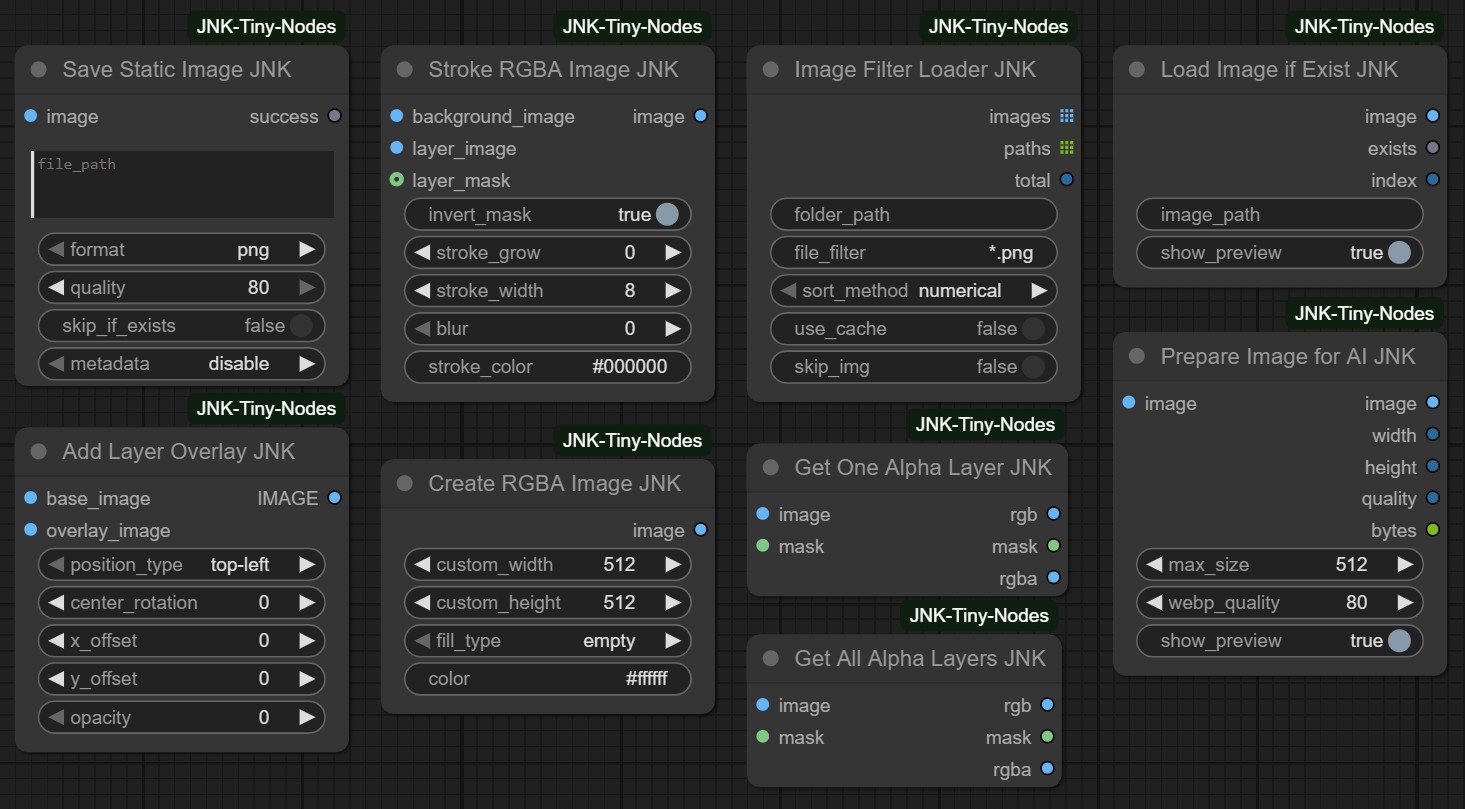 JNK-Tiny-Nodes
Save Static Image JNK
image success
file_path
format png
quality 80
skip_if_exists false
metadata disable
JNK-Tiny-Nodes
Add Layer Overlay JNK
base_image IMAGE
overlay_image
position_type top-left
center_rotation 0
x_offset 0
y_offset 0
opacity 0
JNK-Tiny-Nodes
Stroke RGBA Image JNK
background_image image
layer_image
layer_mask
invert_mask true
stroke_grow 0
stroke_width 8
blur 0
stroke_color #000000
JNK-Tiny-Nodes
Create RGBA Image JNK
image
custom_width 512
custom_height 512
fill_type empty
color #ffffff
JNK-Tiny-Nodes
Image Filter Loader JNK
images
paths
total
folder_path
file_filter *.png
sort_method numerical
use_cache false
skip_img false
JNK-Tiny-Nodes
Get One Alpha Layer JNK
image rgb
mask mask
rgba
JNK-Tiny-Nodes
Get All Alpha Layers JNK
image rgb
mask mask
rgba
JNK-Tiny-Nodes
Load Image if Exist JNK
image
exists
index
image_path
show_preview true
JNK-Tiny-Nodes
Prepare Image for AI JNK
image image
width
height
quality
bytes
max_size 512
webp_quality 80
show_preview true